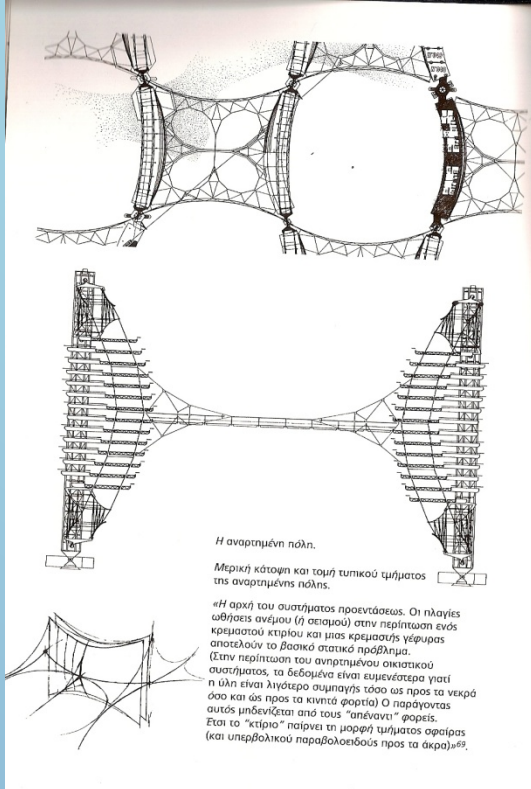 Η αναρτημένη πόλη.
Μερική κάτοψη και τομή τυπικού τμήματος
της αναρτημένης πόλης.
«Η αρχή του συστήματος προεντάσεως. Οι πλαγίες
ωθήσεις ανέμου (ή σεισμού) στην περίπτωση ενός
κρεμαστού κτιρίου και μιας κρεμαστής γέφυρας
αποτελούν το βασικό στατικό πρόβλημα.
(Στην περίπτωση του ανηρτημένου οικιστικού
συστήματος, τα δεδομένα είναι ευμενέστερα γιατί
η ύλη είναι λιγότερο συμπαγής τόσο ως προς τα νεκρά
όσο και ώς προς τα κινητά φορτία) Ο παράγοντας
αυτός μηδενίζεται από τους "απέναντι" φορείς.
Έτσι το "κτίριο" παίρνει τη μορφή τμήματος σφαίρας
(και υπερβολικού παραβολοειδούς προς τα άκρα)»69.